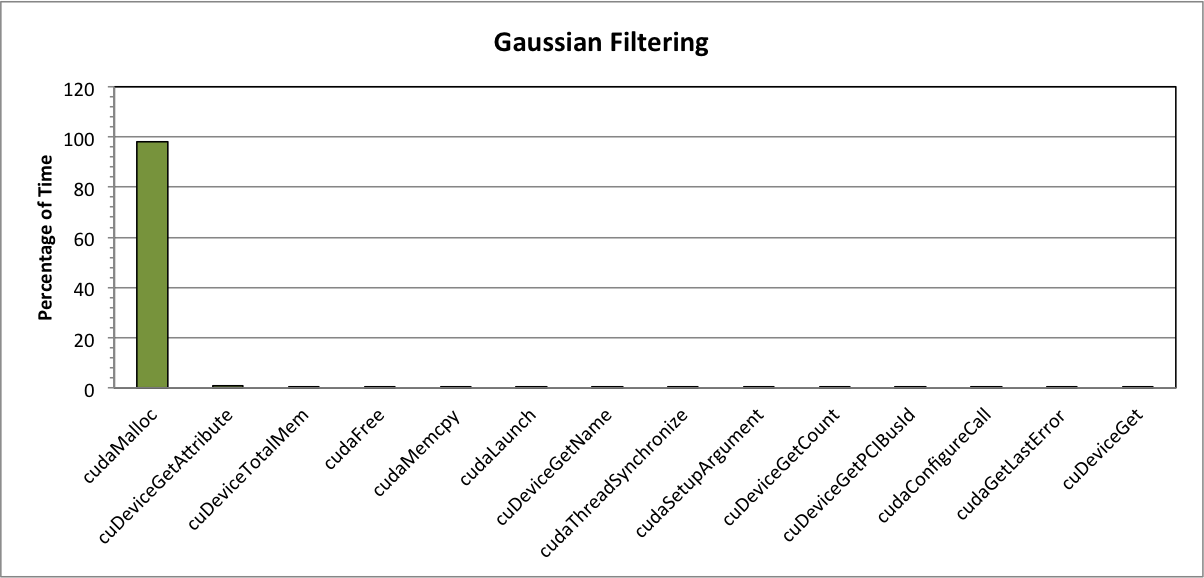 Gaussian Filtering
Percentage of Time
120
100
80
60
40
20
0
cudaMalloc
cuDeviceGetAttribute
cuDeviceTotalMem
cudaFree
cudaMemcpy
cudaLaunch
cuDeviceGetName
cudaThreadSynchronize
cudaSetupArgument
cuDeviceGetCount
cuDeviceGetPCIBusId
cudaConfigureCall
cudaGetLastError
cuDeviceGet